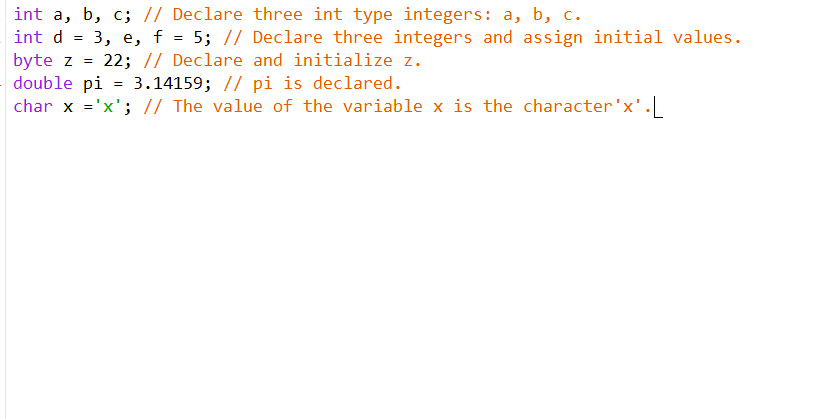 int a, b, c; // Declare three int type integers: a, b, c.
int d = 3, e, f = 5; // Declare three integers and assign initial values.
byte z = 22; // Declare and initialize z.
double pi = 3.14159; // pi is declared.
char x ='x'; // The value of the variable x is the character'x'.